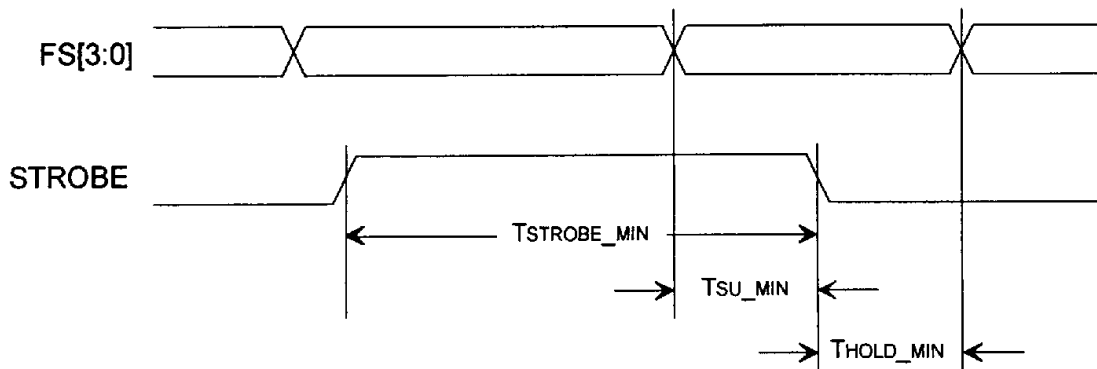 FS[3:0]
STROBE
TSTROBE_MIN
TSU_MIN
THOLD_MIN